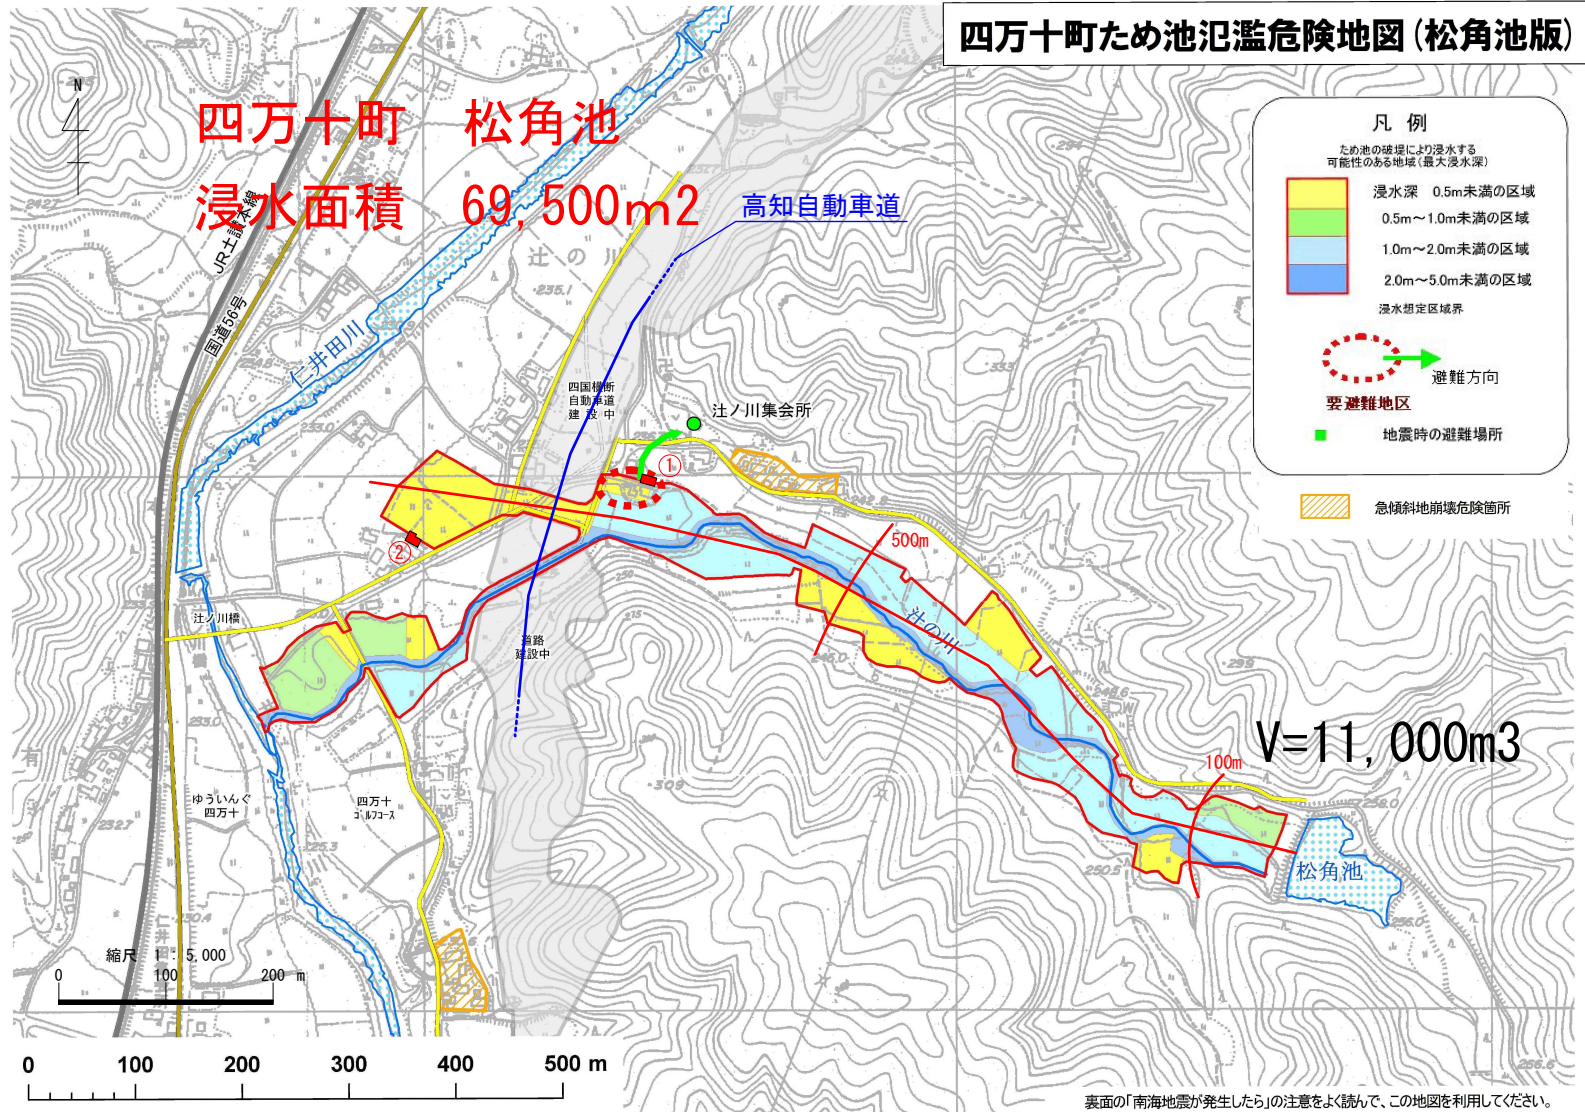 四万十町ため池氾濫危険地図(松角池版)
四万十町 松角池
浸水面積 69,500m2
N
高知自動車道
凡 例
ため池の破堤により浸水する
可能性のある地域(最大浸水深)
浸水深 0.5m未満の区域
0.5m～1.0m未満の区域
1.0m～2.0m未満の区域
2.0m～5.0m未満の区域
浸水想定区域界
避難方向
要避難地区
地震時の避難場所
急傾斜地崩壊危険箇所
JR土讃本線
国道56号
仁井田川
辻の川
235.1
四国横断
自動車道
建設中
辻ノ川集会所
①
②
500m
辻の川
辻ノ川橋
道路
建設中
ゆういんぐ
四万十
四万十
ゴルフコース
100m
V=11,000m3
松角池
縮尺 1:5,000
0 100 200 m
0 100 200 300 400 500 m
裏面の「南海地震が発生したら」の注意をよく読んで、この地図を利用してください。